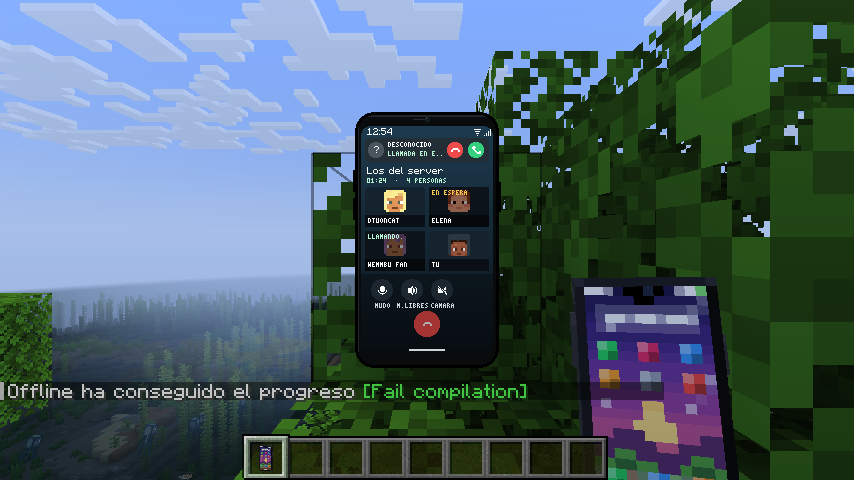 12:54
?
DESCONOCIDO
LLAMADA EN E..
Los del server
01:24 · 4 PERSONAS
DTUONCAT
EN ESPERA
ELENA
LLAMANDO.
WEMMBU FAN
TU
MUDO
M.LIBRES
CAMARA
Offline ha conseguido el progreso [Fail compilation]